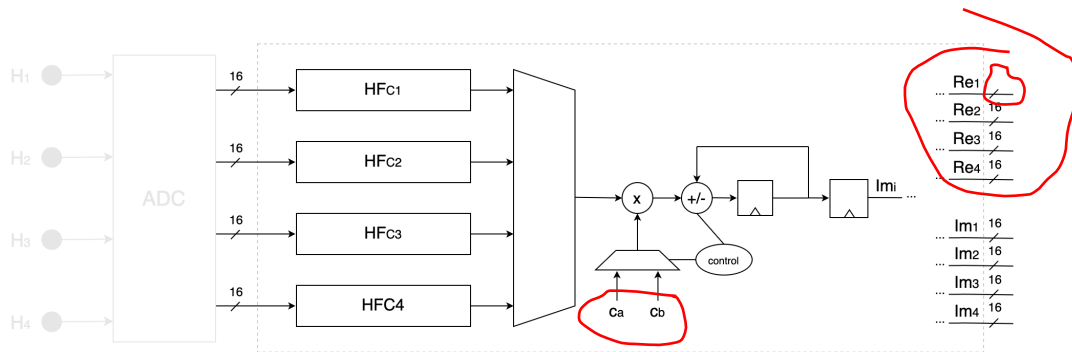 H1
H2
H3
H4
ADC
16
16
16
16
HFC1
HFC2
HFC3
HFC4
x
+/-
control
Ca
Cb
Imi ...
... Re1
... Re2 16
... Re3 16
... Re4 16
... Im1 16
... Im2 16
... Im3 16
... Im4 16